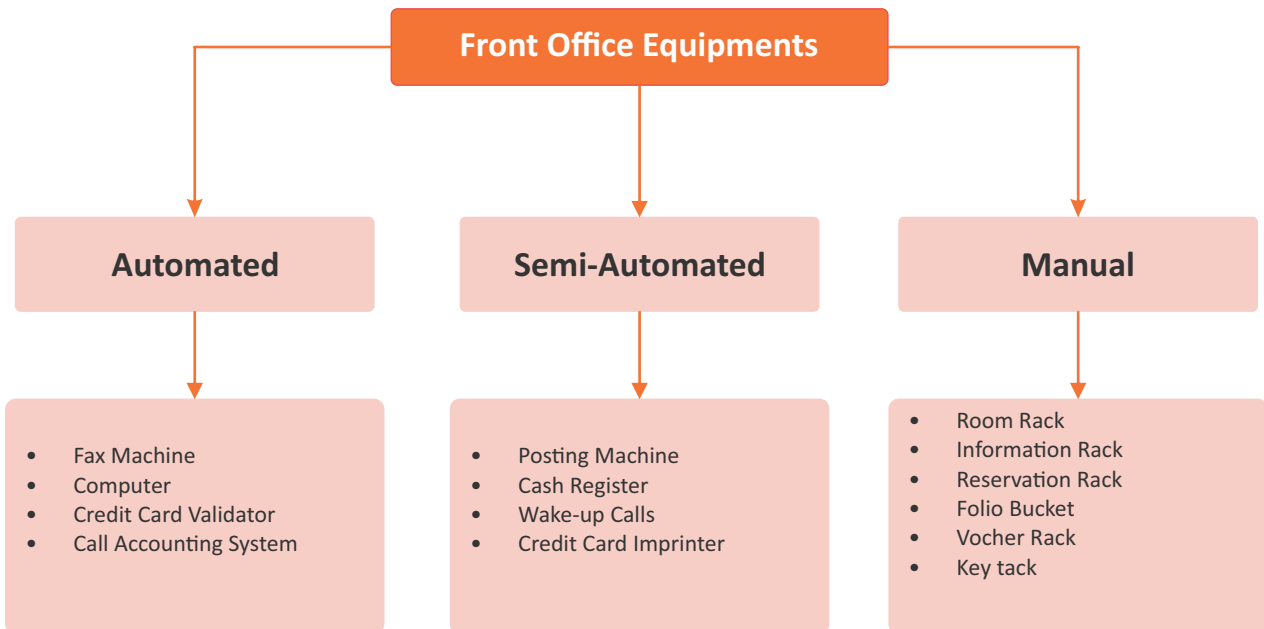 Front Office Equipments
Automated
Semi-Automated
Manual
• Fax Machine
• Computer
• Credit Card Validator
• Call Accounting System
• Posting Machine
• Cash Register
• Wake-up Calls
• Credit Card Imprinter
• Room Rack
• Information Rack
• Reservation Rack
• Folio Bucket
• Vocher Rack
• Key tack